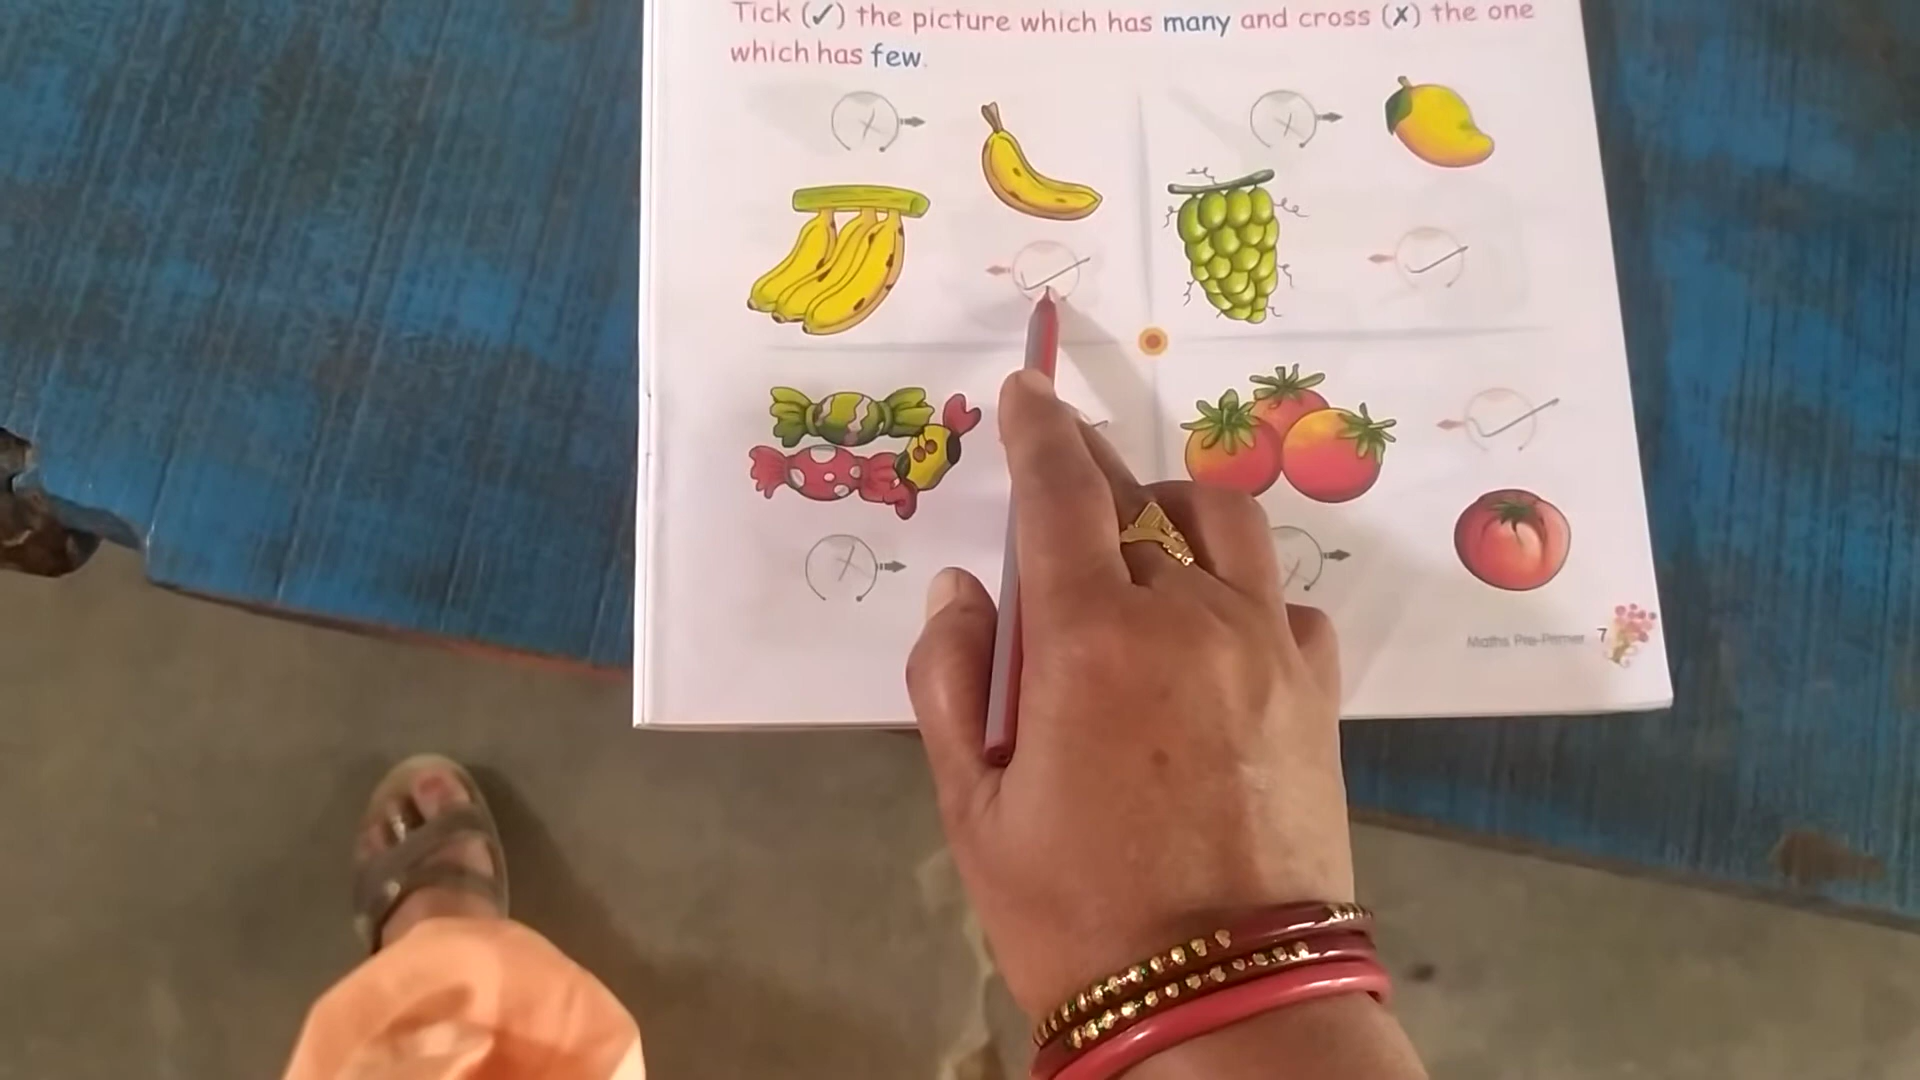 Tick (✓) the picture which has many and cross (✗) the one
which has few.
Maths Pre-Primer 7